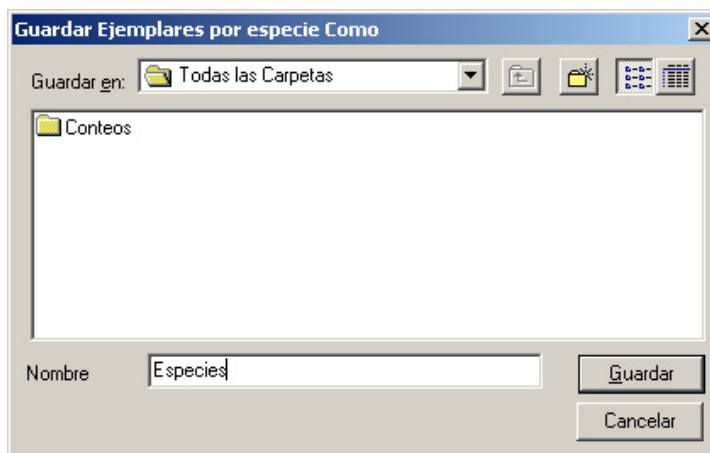 Guardar Ejemplares por especie Como
Guardar en: Todas las Carpetas
Conteos
Nombre Especies Guardar
Cancelar